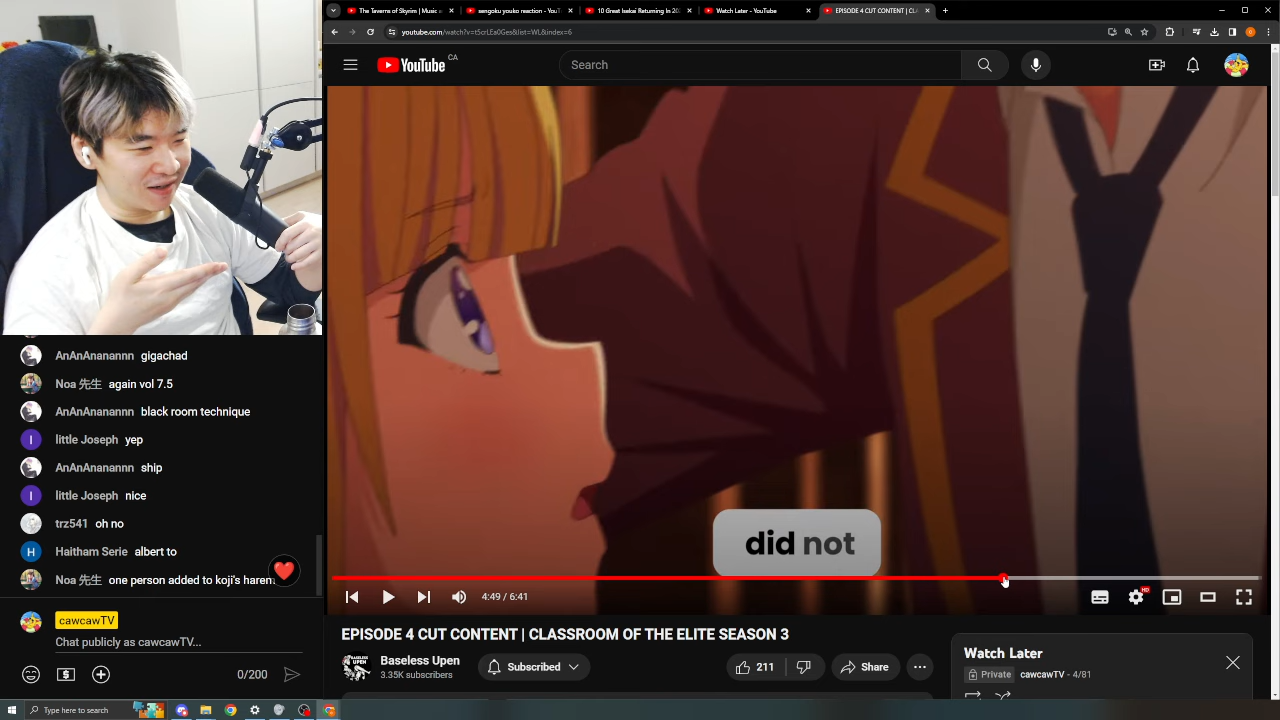 The Taverns of Skyrim | Music
sengoku youko reaction - YouT
10 Great Isekai Returning In 20
Watch Later - YouTube
EPISODE 4 CUT CONTENT | CL
youtube.com/watch?v=t5crLEa0Ges&list=WL&index=6
YouTube CA
Search
did not
4:49 / 6:41
HD
EPISODE 4 CUT CONTENT | CLASSROOM OF THE ELITE SEASON 3
Baseless Upen
3.35K subscribers
Subscribed
211
Share
Watch Later
Private cawcawTV - 4/81
AnAnAnanannn gigachad
Noa 先生 again vol 7.5
AnAnAnanannn black room technique
little Joseph yep
AnAnAnanannn ship
little Joseph nice
trz541 oh no
Haitham Serie albert to
Noa 先生 one person added to koji's harem
cawcawTV
Chat publicly as cawcawTV...
0/200
Type here to search